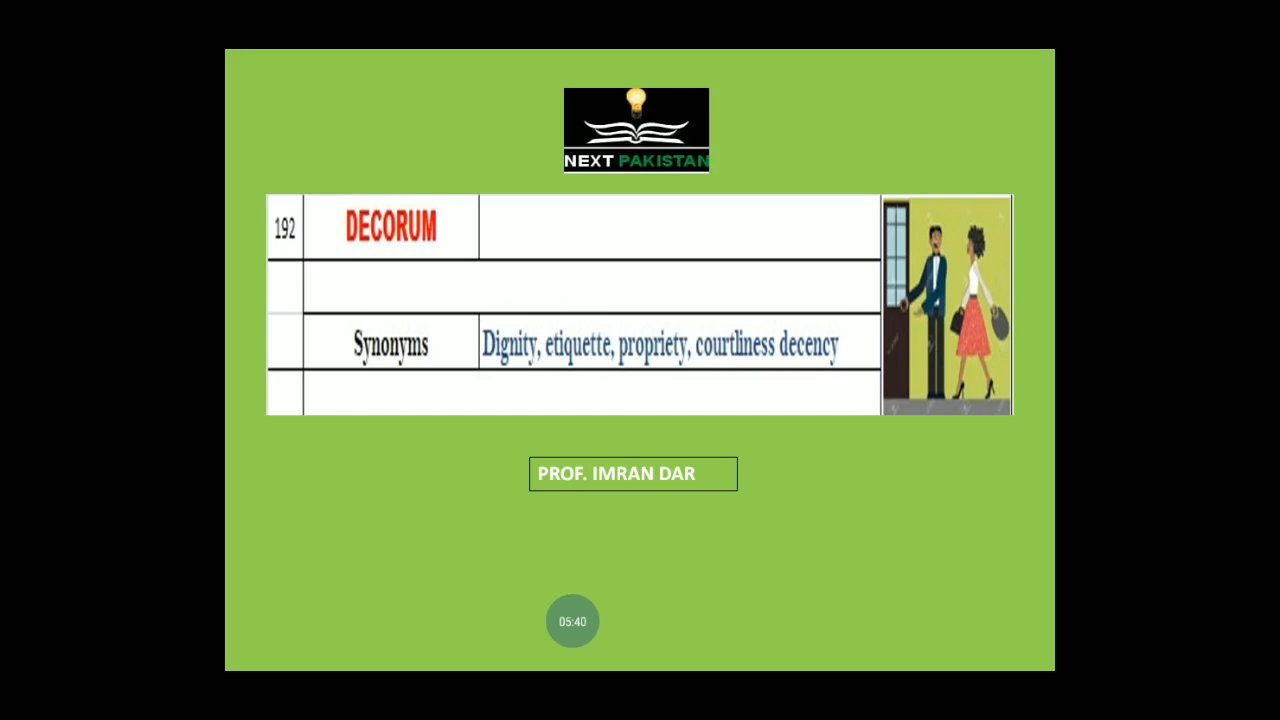 NEXT PAKISTAN
192 DECORUM
Synonyms Dignity, etiquette, propriety, courtliness decency
PROF. IMRAN DAR
05:40